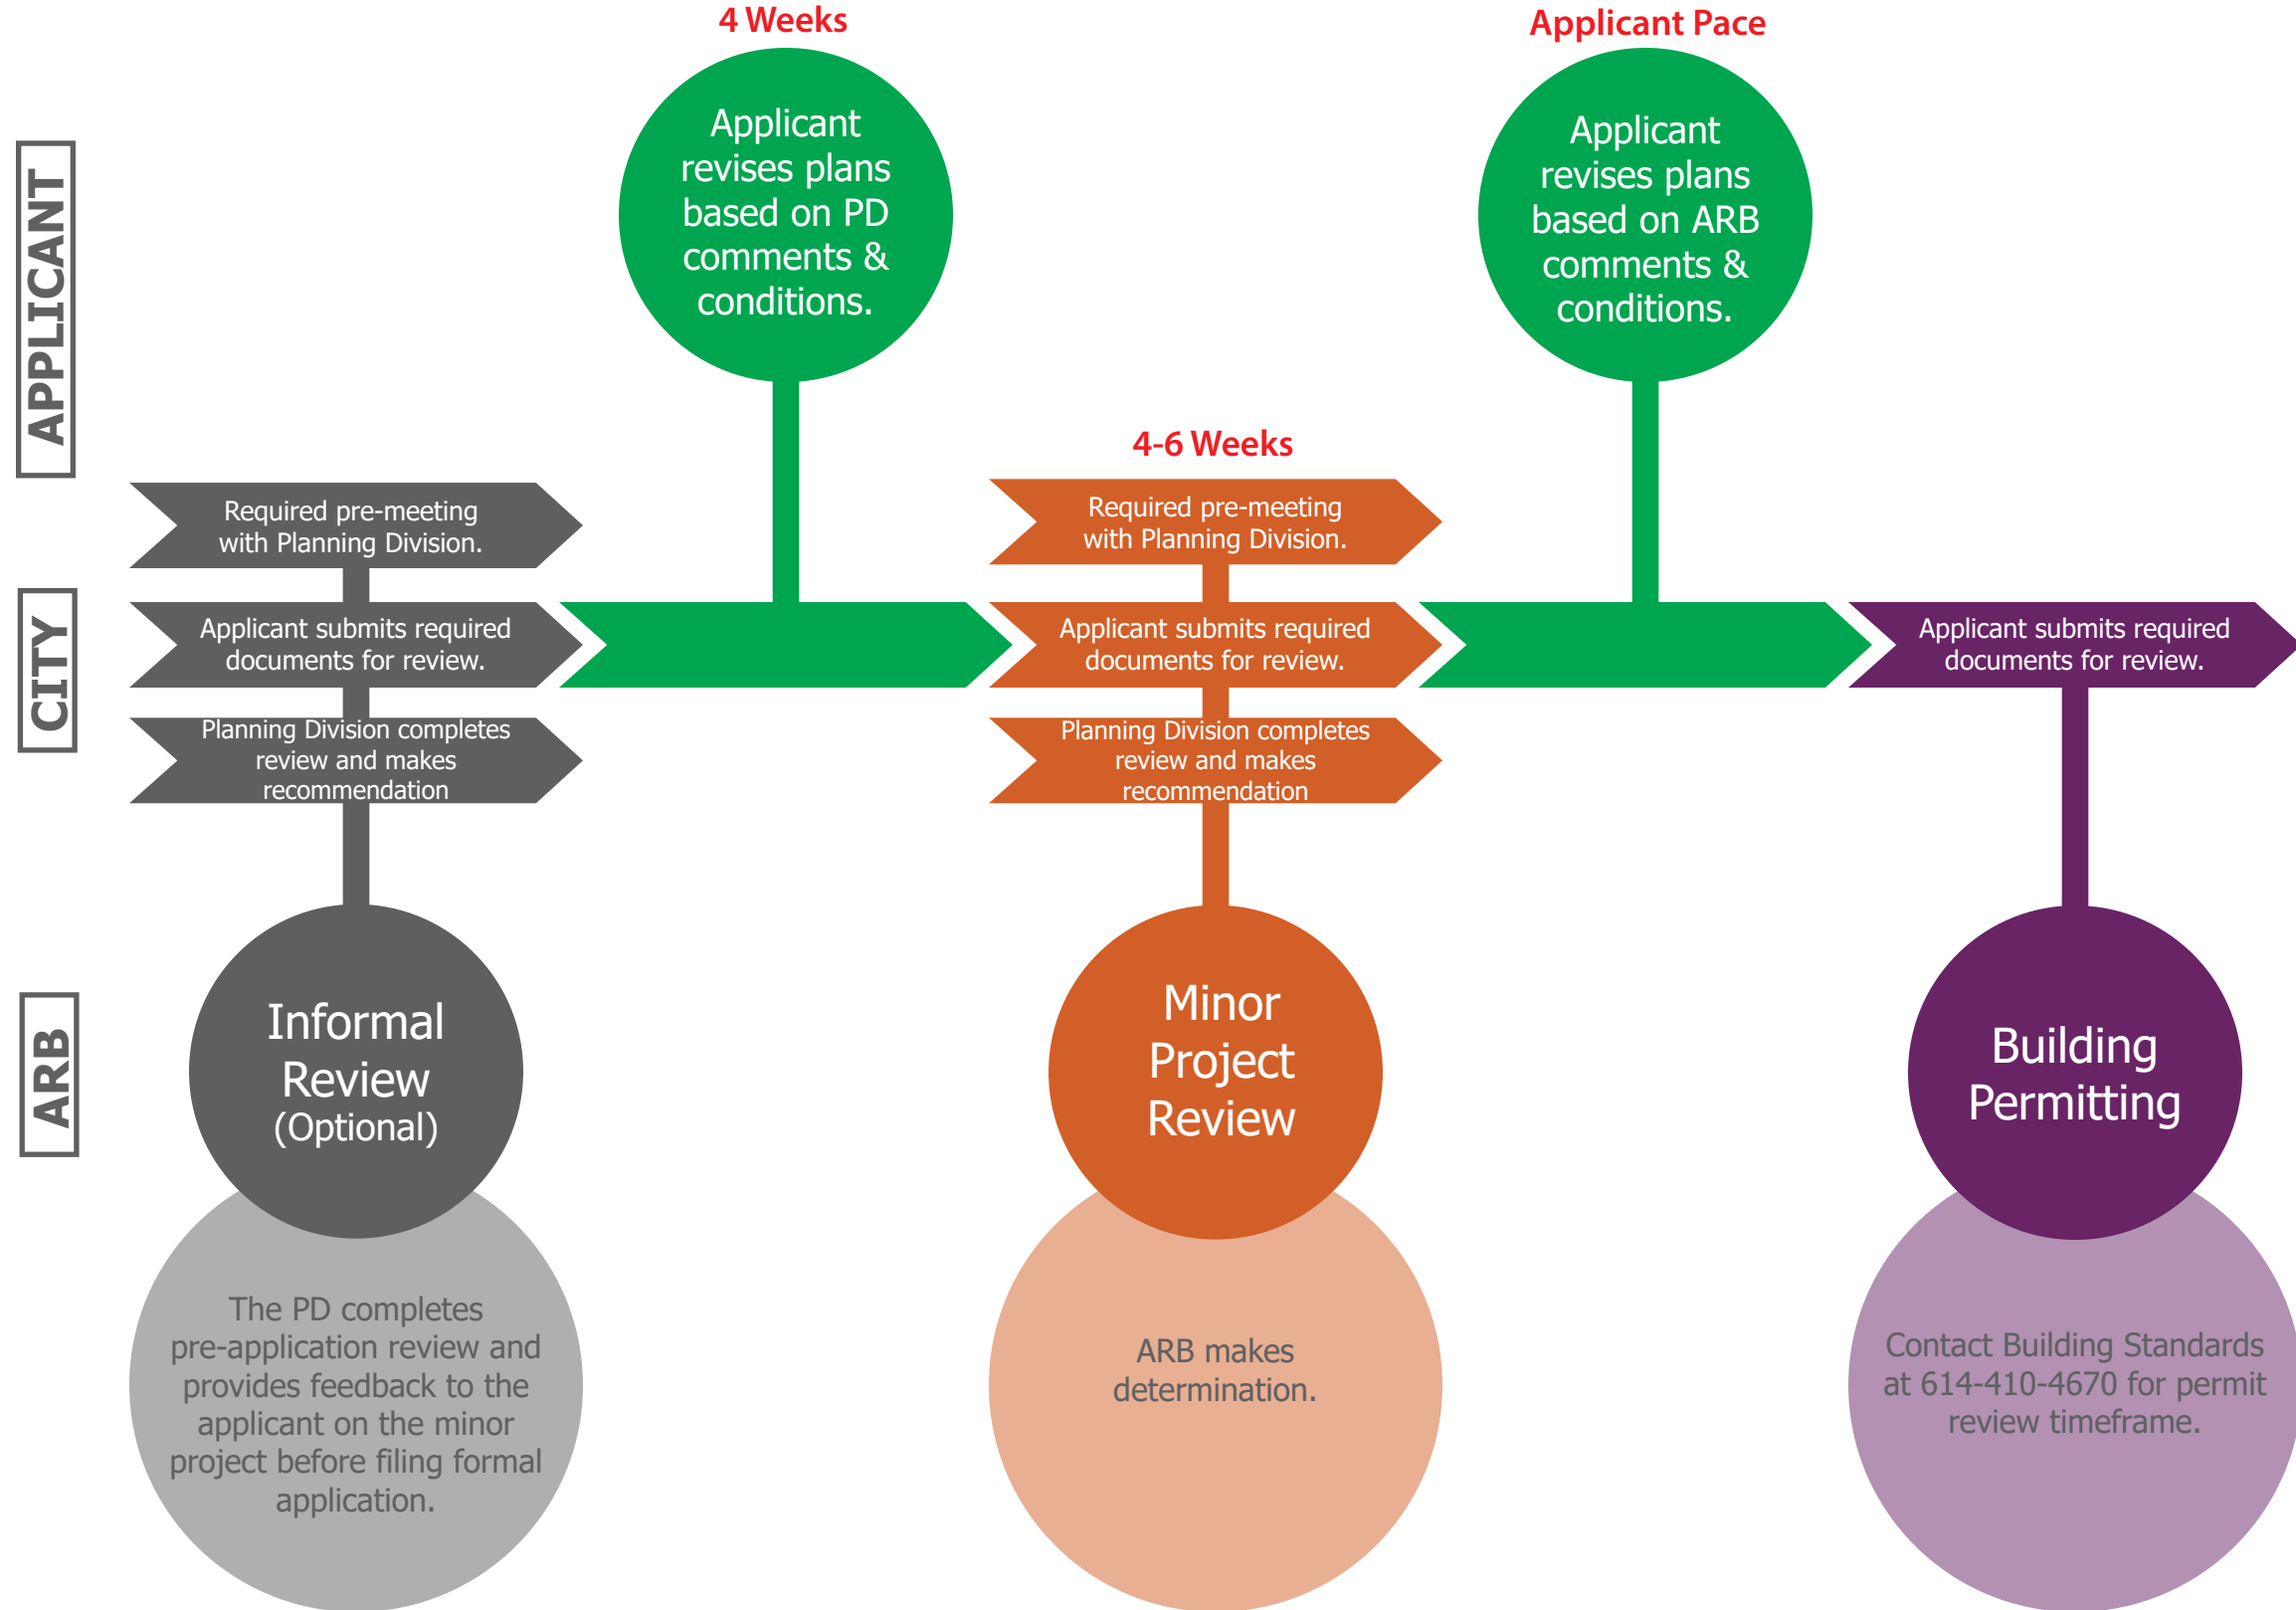 4 Weeks
Applicant Pace
Applicant
revises plans
based on PD
comments &
conditions.
Applicant
revises plans
based on ARB
comments &
conditions.
APPLICANT
4-6 Weeks
Required pre-meeting
with Planning Division.
Required pre-meeting
with Planning Division.
CITY
Applicant submits required
documents for review.
Applicant submits required
documents for review.
Applicant submits required
documents for review.
Planning Division completes
review and makes
recommendation
Planning Division completes
review and makes
recommendation
ARB
Informal
Review
(Optional)
Minor
Project
Review
Building
Permitting
The PD completes
pre-application review and
provides feedback to the
applicant on the minor
project before filing formal
application.
ARB makes
determination.
Contact Building Standards
at 614-410-4670 for permit
review timeframe.